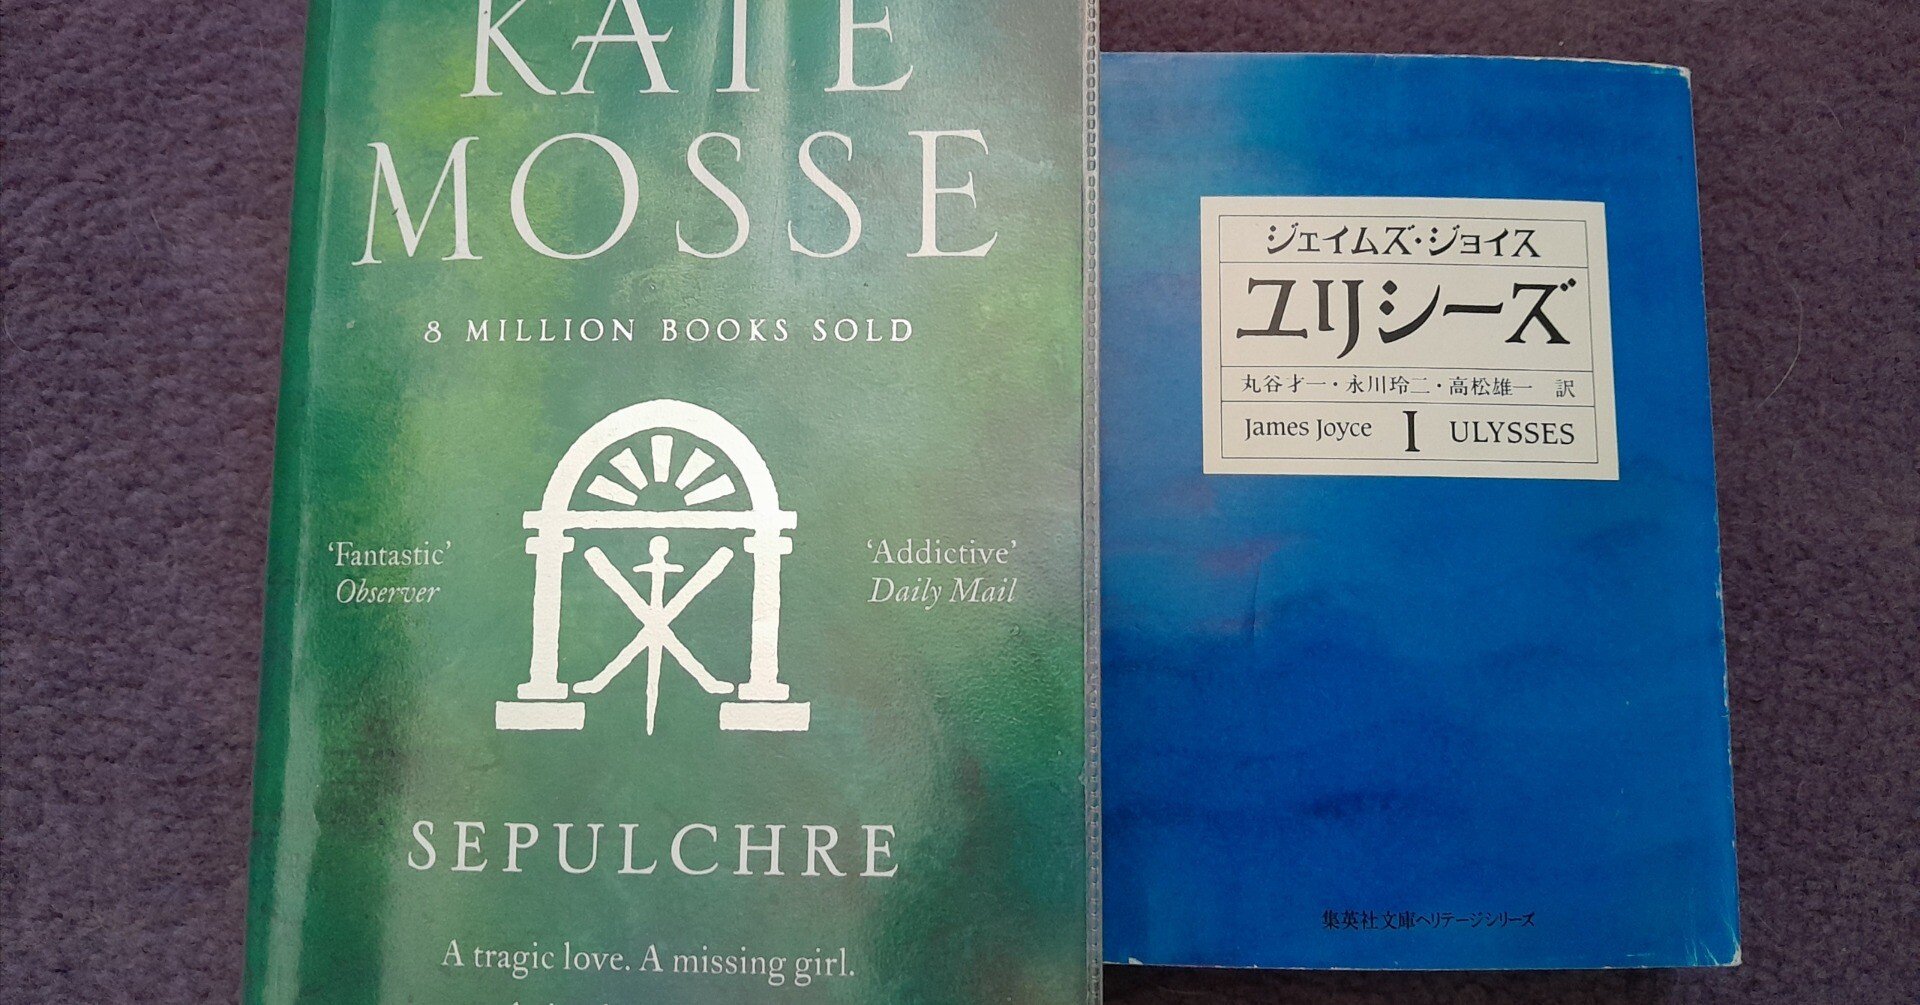 KATE
MOSSE
8 MILLION BOOKS SOLD
‘Fantastic’
Observer
‘Addictive’
Daily Mail
SEPULCHRE
A tragic love. A missing girl.
ジェイムズ・ジョイス
ユリシーズ
丸谷才一・永川玲二・高松雄一 訳
James Joyce I ULYSSES
集英社文庫ヘリテージシリーズ